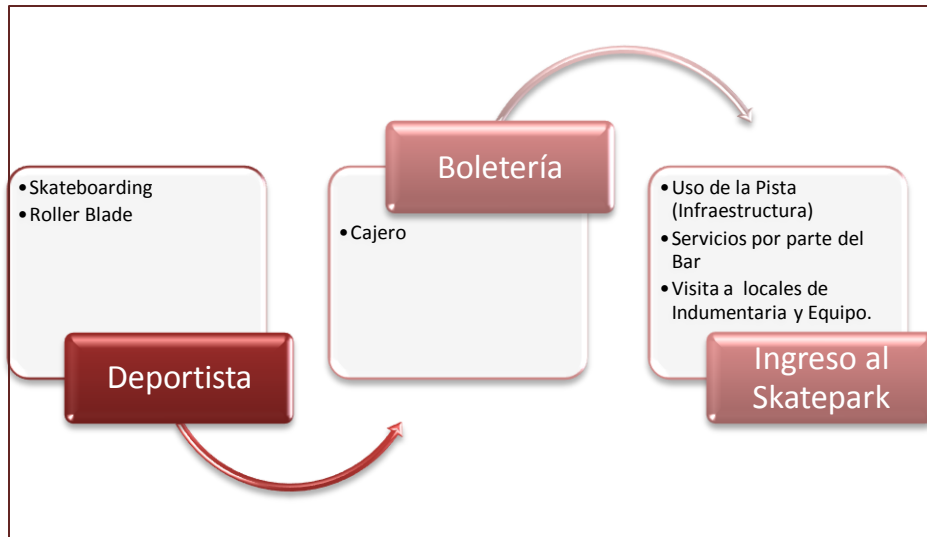 • Skateboarding
• Roller Blade
Deportista
Boletería
• Cajero
• Uso de la Pista
(Infraestructura)
• Servicios por parte del
Bar
• Visita a locales de
Indumentaria y Equipo.
Ingreso al
Skatepark